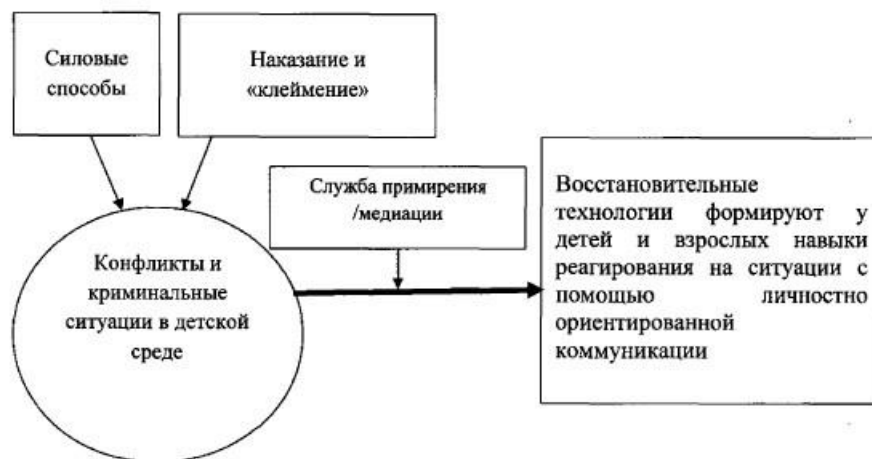 Силовые
способы
Наказание и
«клеймение»
Служба примирения
/медиации
Конфликты и
криминальные
ситуации в детской
среде
Восстановительные
технологии формируют у
детей и взрослых навыки
реагирования на ситуации с
помощью личностно
ориентированной
коммуникации